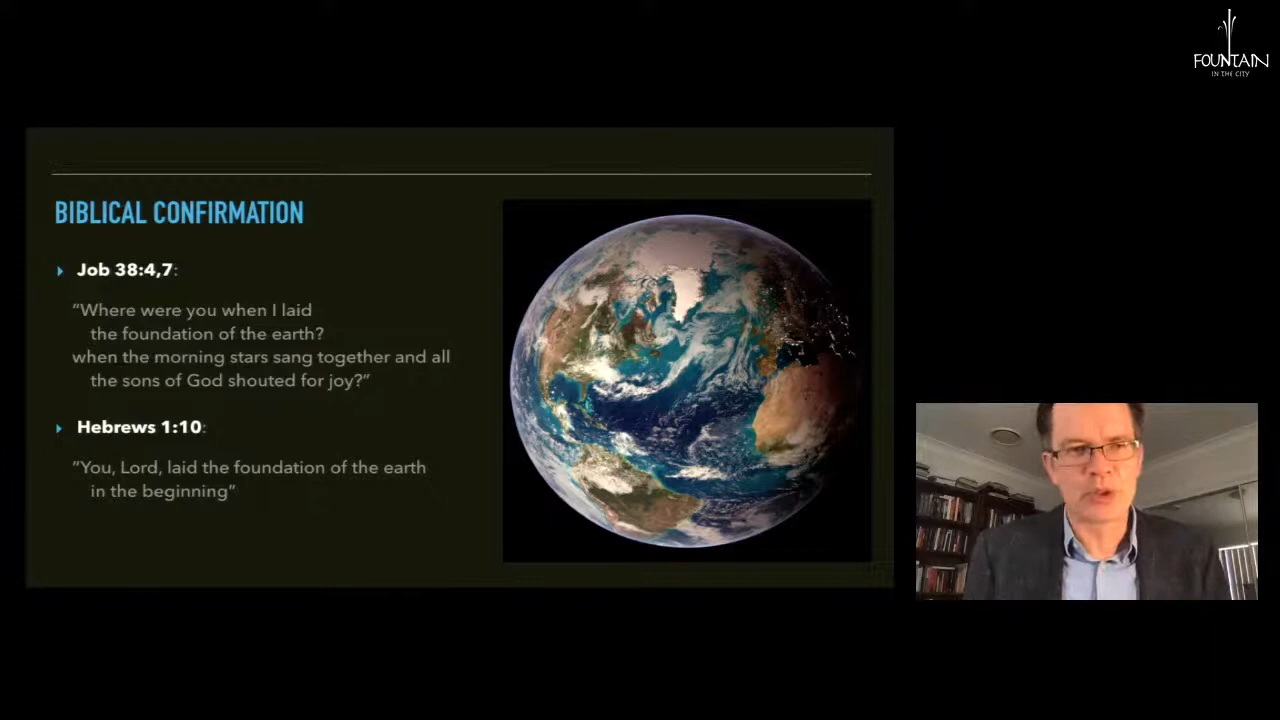 FOUNTAIN
IN THE CITY
BIBLICAL CONFIRMATION
Job 38:4,7:
“Where were you when I laid
the foundation of the earth?
when the morning stars sang together and all
the sons of God shouted for joy?”
Hebrews 1:10:
“You, Lord, laid the foundation of the earth
in the beginning”